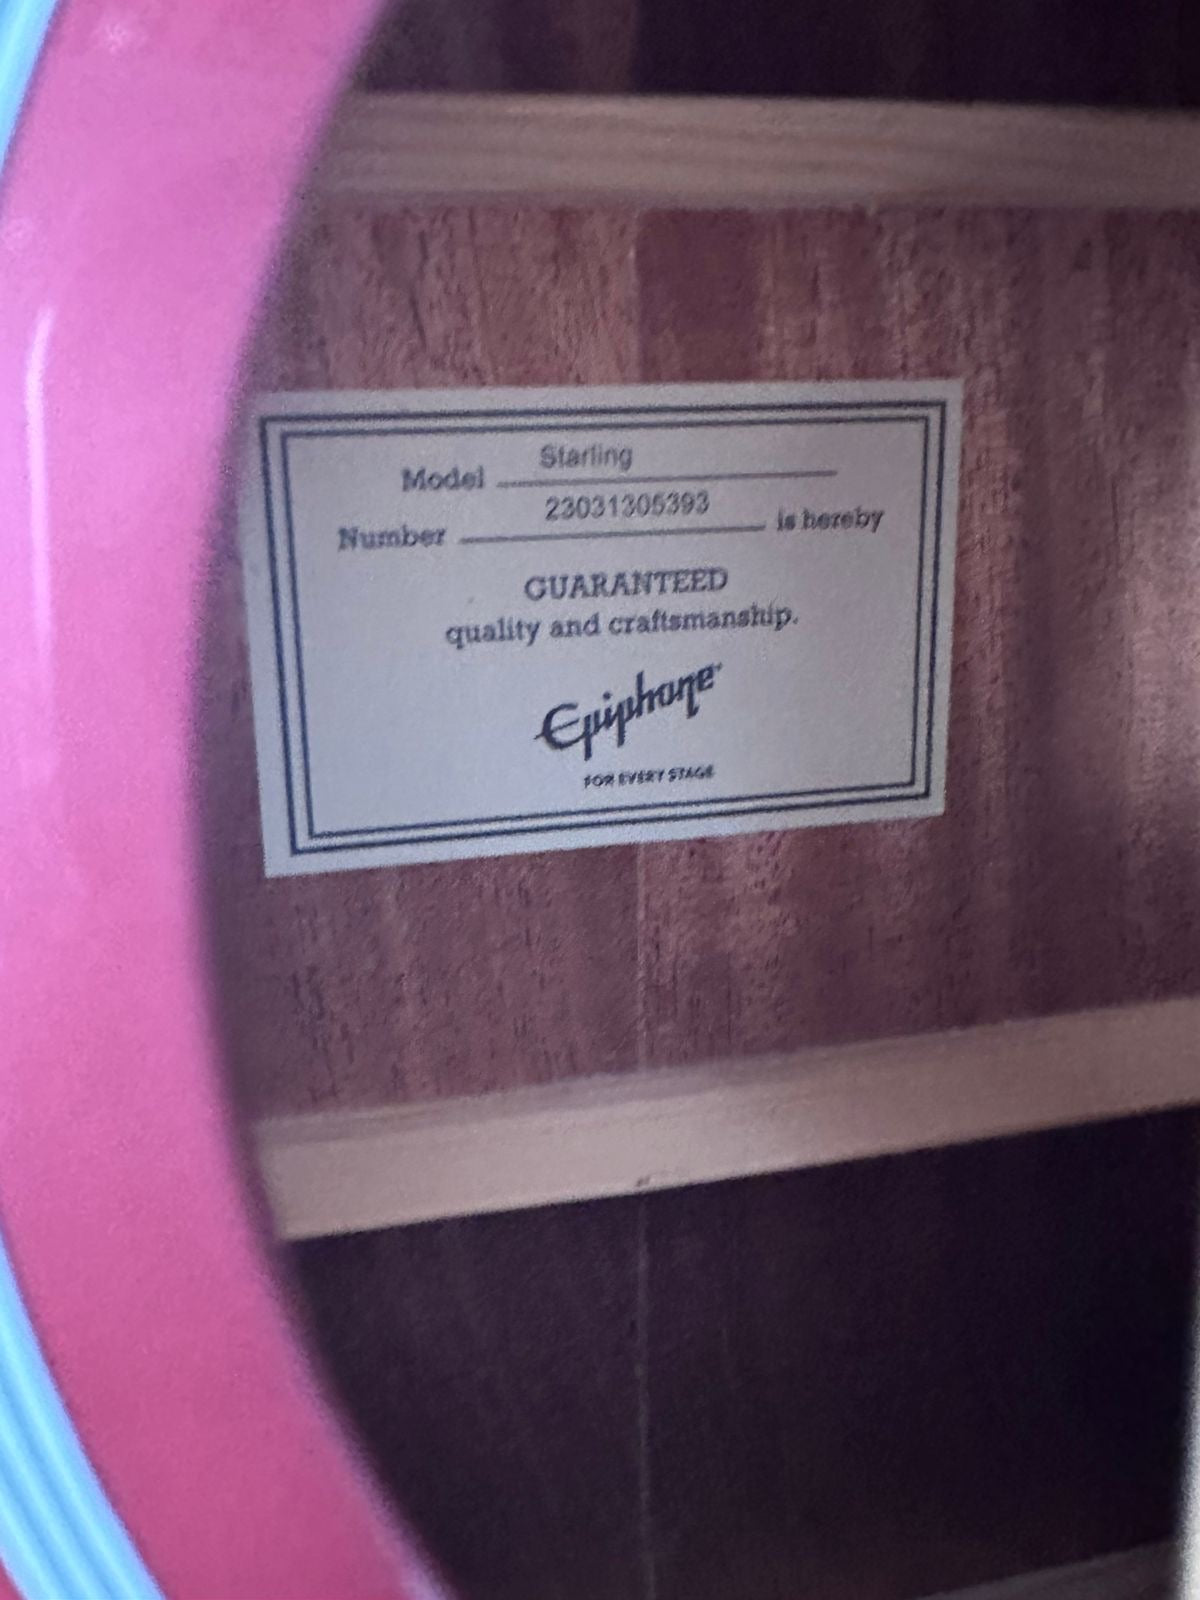 Model Starling
Number 23031305393 is hereby
GUARANTEED
quality and craftsmanship.
Epiphone
FOR EVERY STAGE